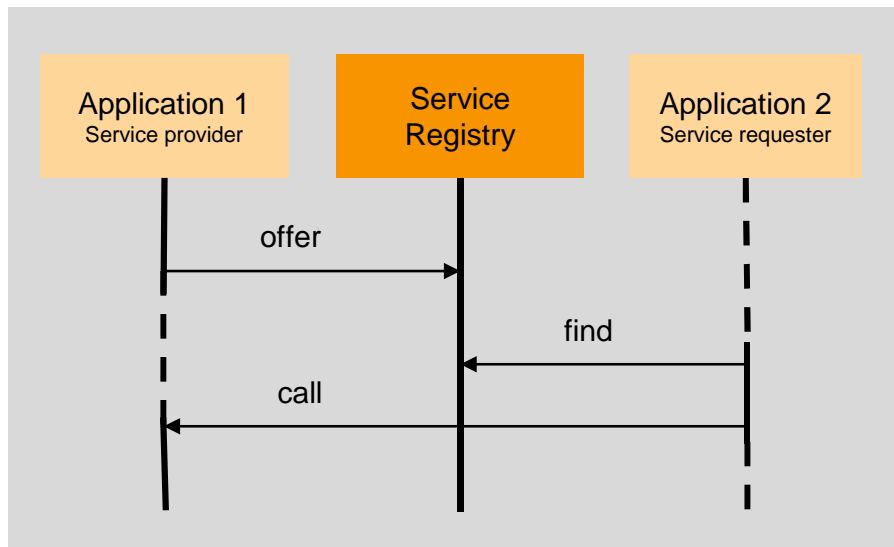 Application 1
Service provider
Service
Registry
Application 2
Service requester
offer
find
call